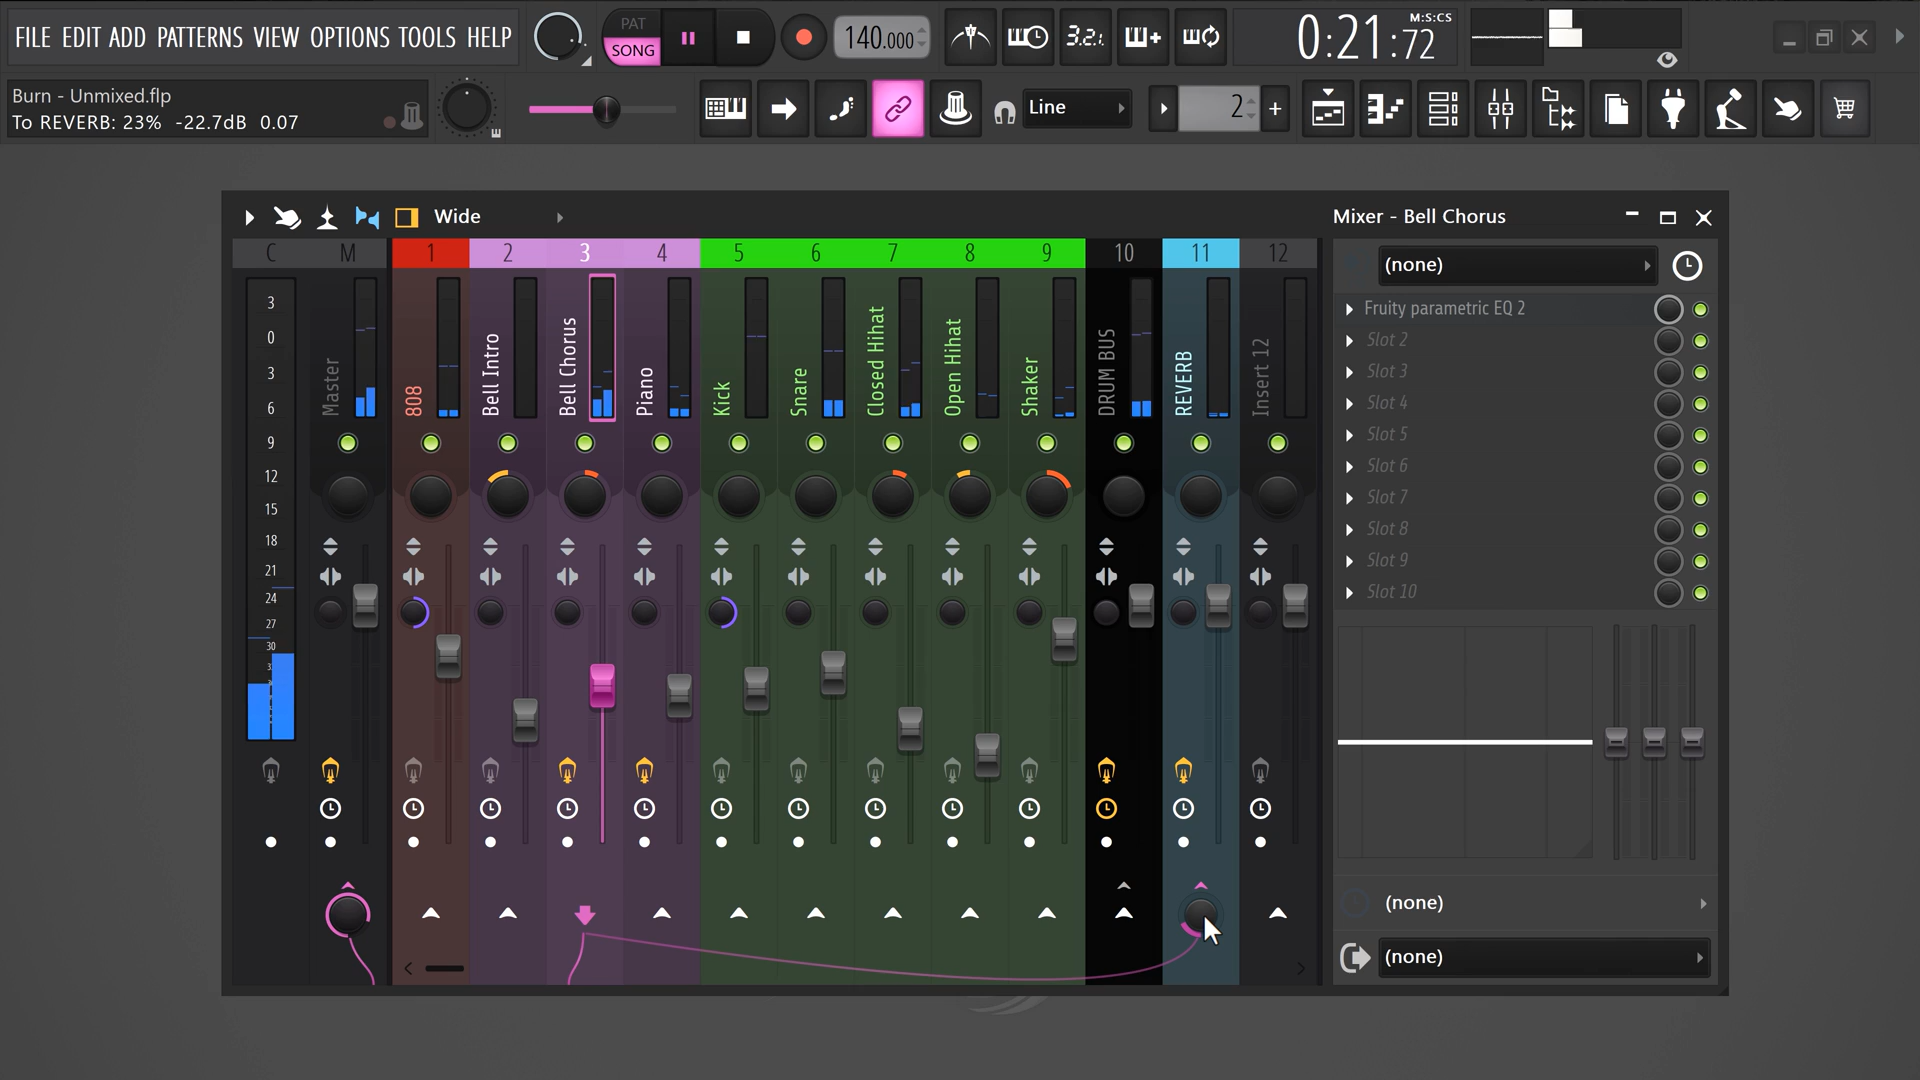 FILE EDIT ADD PATTERNS VIEW OPTIONS TOOLS HELP
PAT
SONG
140.000
3.2.
M:S:CS
0:21:72
Burn - Unmixed.flp
To REVERB: 23% -22.7dB 0.07
Line
2
Wide
Mixer - Bell Chorus
C M 1 2 3 4 5 6 7 8 9 10 11 12
3
0
3
6
9
12
15
18
21
24
27
30
Master
808
Bell Intro
Bell Chorus
Piano
Kick
Snare
Closed Hihat
Open Hihat
Shaker
DRUM BUS
REVERB
Insert 12
(none)
Fruity parametric EQ 2
Slot 2
Slot 3
Slot 4
Slot 5
Slot 6
Slot 7
Slot 8
Slot 9
Slot 10
(none)
(none)